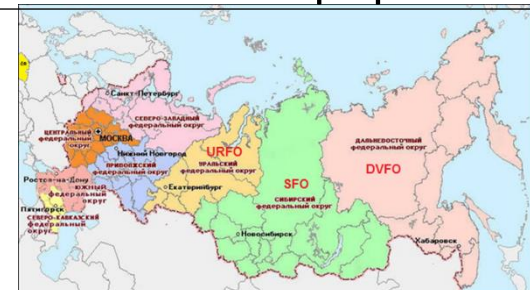 Санкт-Петербург
СЕВЕРО-ЗАПАДНЫЙ
федеральный округ
ЦЕНТРАЛЬНЫЙ
федеральный
округ
МОСКВА
Нижний Новгород
ПРИВОЛЖСКИЙ
федеральный округ
URFO
УРАЛЬСКИЙ
федеральный округ
Екатеринбург
Ростов-на-Дону
ЮЖНЫЙ
федеральный
округ
Пятигорск
СЕВЕРО-КАВКАЗСКИЙ
федеральный
округ
SFO
СИБИРСКИЙ
федеральный округ
Новосибирск
ДАЛЬНЕВОСТОЧНЫЙ
федеральный округ
DVFO
Хабаровск